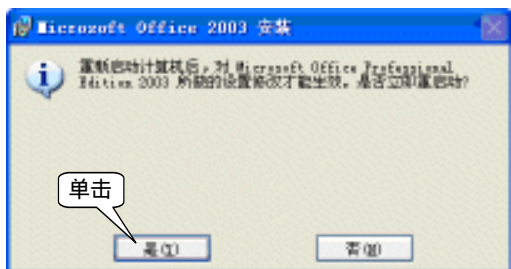 Microsoft Office 2003 安装
重新启动计算机后，对 Microsoft Office Professional
Edition 2003 所做的设置修改才能生效。是否立即重启动?
单击
是(Y)
否(N)